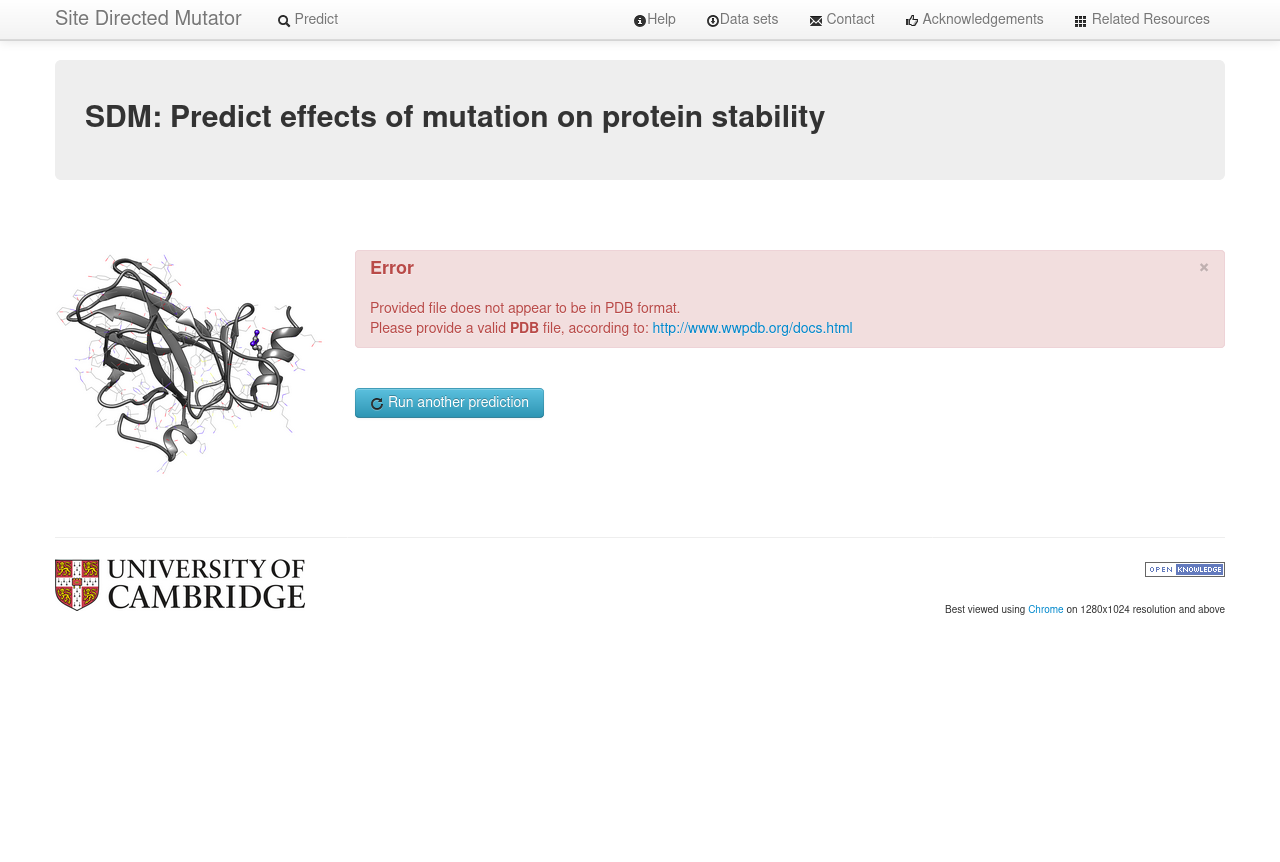 Site Directed Mutator Predict Help Data sets Contact Acknowledgements Related Resources
SDM: Predict effects of mutation on protein stability
Error ×
Provided file does not appear to be in PDB format.
Please provide a valid PDB file, according to: http://www.wwpdb.org/docs.html
Run another prediction
UNIVERSITY OF
CAMBRIDGE
OPEN KNOWLEDGE
Best viewed using Chrome on 1280x1024 resolution and above